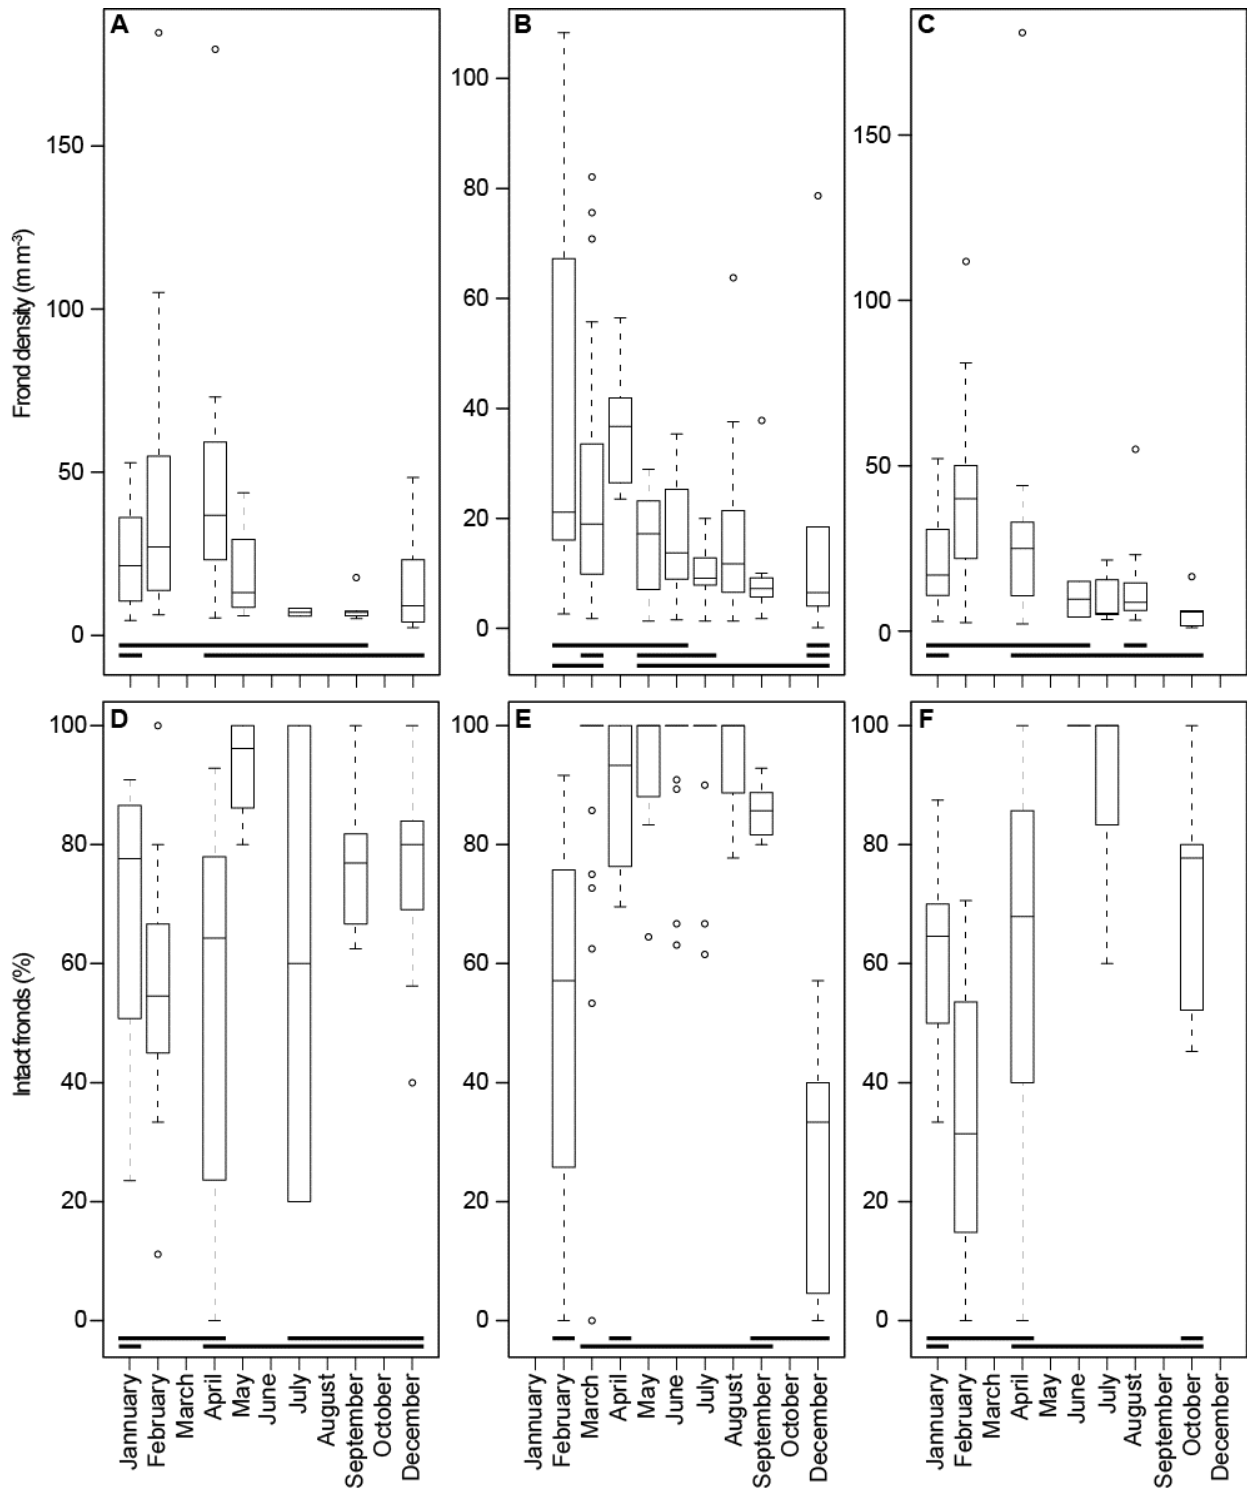 A
B
C
150
100
50
0
100
80
60
40
20
0
150
100
50
0
Frond density (m m-3)
D
E
F
100
80
60
40
20
0
100
80
60
40
20
0
100
80
60
40
20
0
Intact fronds (%)
Jannuary
February
March
April
May
June
July
August
September
October
December
January
February
March
April
May
June
July
August
September
October
December
January
February
March
April
May
June
July
August
September
October
December